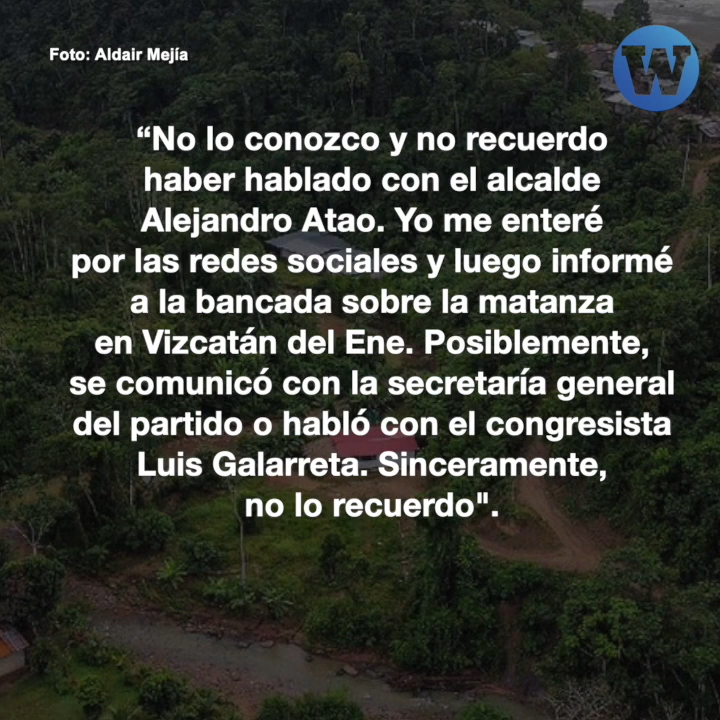 Foto: Aldair Mejía
W
“No lo conozco y no recuerdo
haber hablado con el alcalde
Alejandro Atao. Yo me enteré
por las redes sociales y luego informé
a la bancada sobre la matanza
en Vizcatán del Ene. Posiblemente,
se comunicó con la secretaría general
del partido o habló con el congresista
Luis Galarreta. Sinceramente,
no lo recuerdo".